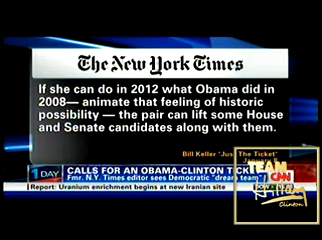 The New York Times
If she can do in 2012 what Obama did in
2008— animate that feeling of historic
possibility — the pair can lift some House
and Senate candidates along with them.
Bill Keller 'Just The Ticket'
1 DAY
CALLS FOR AN OBAMA-CLINTON TICKET
Fmr. N.Y. Times editor sees Democratic "dream team"
Report: Uranium enrichment begins at new Iranian site
TEAM
CNN
Hillary
Clinton